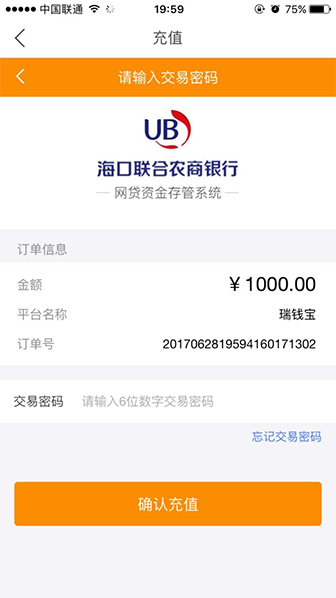 中国联通 19:59 75%
充值
请输入交易密码
UB
海口联合农商银行
网贷资金存管系统
订单信息
金额 ¥1000.00
平台名称 瑞钱宝
订单号 2017062819594160171302
交易密码 请输入6位数字交易密码
忘记交易密码
确认充值